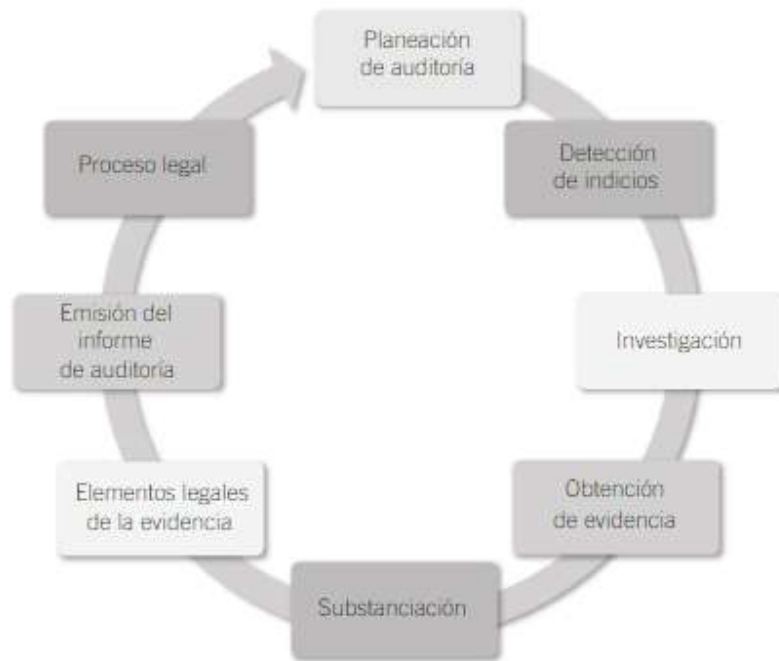 Planeación
de auditoría
Detección
de indicios
Investigación
Obtención
de evidencia
Substanciación
Elementos legales
de la evidencia
Emisión del
informe
de auditoría
Proceso legal